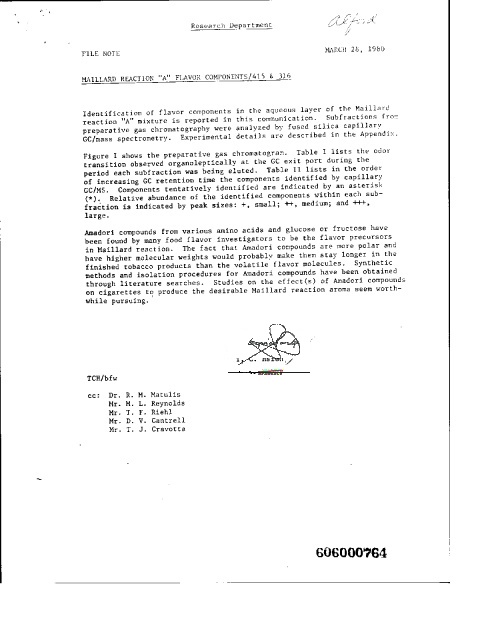 Research Department
Alford
MARCH 28, 1980
FILE NOTE
MAILLARD REACTION "A" FLAVOR COMPONENTS/415 & 316
Identification of flavor components in the aqueous layer of the Maillard
reaction "A" mixture is reported in this communication. Subfractions from
preparative gas chromatography were analyzed by fused silica capillary
GC/mass spectrometry. Experimental details are described in the Appendix.
Figure 1 shows the preparative gas chromatogram. Table I lists the odor
transition observed organoleptically at the GC exit port during the
period each subfraction was being eluted. Table II lists in the order
of increasing GC retention time the components identified by capillary
GC/MS. Components tentatively identified are indicated by an asterisk
(*). Relative abundance of the identified components within each sub-
fraction is indicated by peak sizes: +, small; ++, medium; and +++,
large.
Amadori compounds from various amino acids and glucose or fructose have
been found by many food flavor investigators to be the flavor precursors
in Maillard reaction. The fact that Amadori compounds are more polar and
have higher molecular weights would probably make them stay longer in the
finished tobacco products than the volatile flavor molecules. Synthetic
methods and isolation procedures for Amadori compounds have been obtained
through literature searches. Studies on the effect(s) of Amadori compounds
on cigarettes to produce the desirable Maillard reaction aroma seem worth-
while pursuing.
TCH/bfw
cc: Dr. R. M. Matulis
Mr. M. L. Reynolds
Mr. T. F. Riehl
Mr. D. V. Cantrell
Mr. T. J. Cravotta
606000764